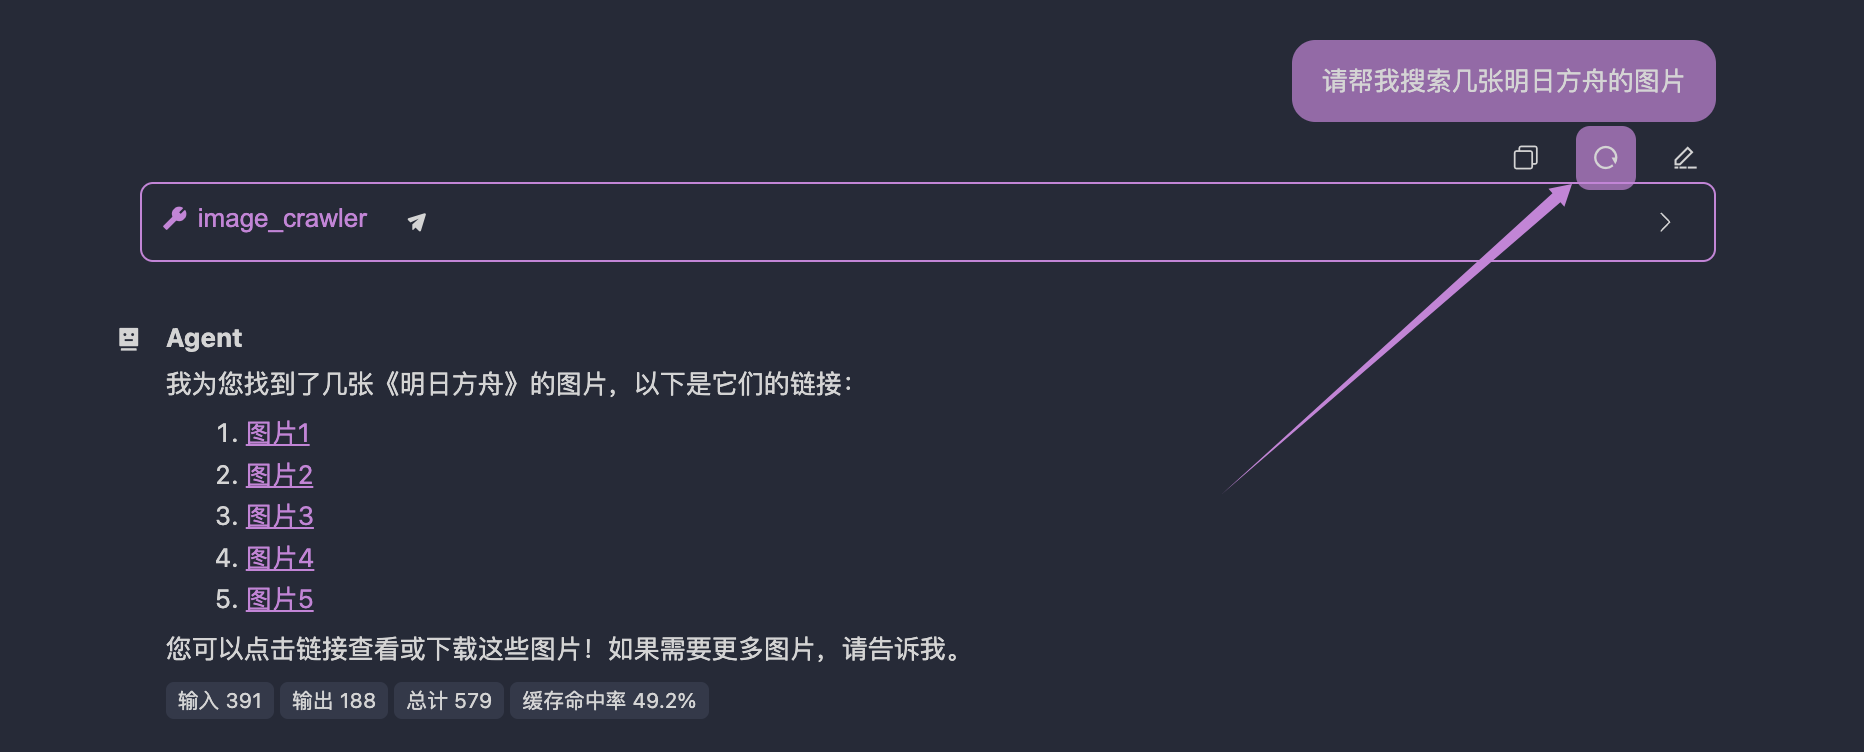 请帮我搜索几张明日方舟的图片
image_crawler
Agent
我为您找到了几张《明日方舟》的图片，以下是它们的链接：
1. 图片1
2. 图片2
3. 图片3
4. 图片4
5. 图片5
您可以点击链接查看或下载这些图片！如果需要更多图片，请告诉我。
输入 391 输出 188 总计 579 缓存命中率 49.2%